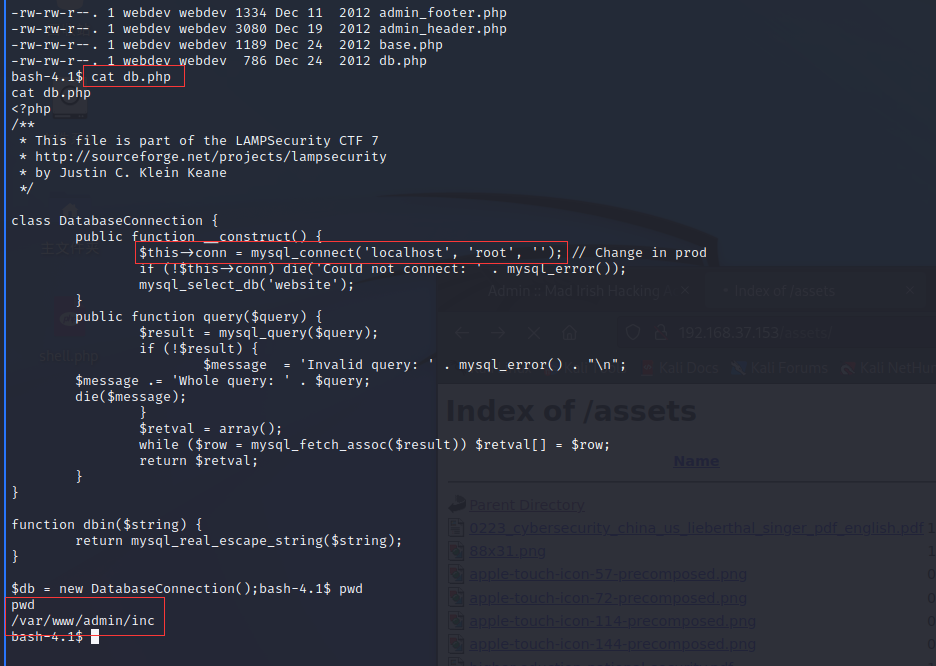 -rw-rw-r--. 1 webdev webdev 1334 Dec 11  2012 admin_footer.php
-rw-rw-r--. 1 webdev webdev 3080 Dec 19  2012 admin_header.php
-rw-rw-r--. 1 webdev webdev 1189 Dec 24  2012 base.php
-rw-rw-r--. 1 webdev webdev  786 Dec 24  2012 db.php
bash-4.1$ cat db.php
cat db.php
<?php
/**
 * This file is part of the LAMPSecurity CTF 7
 * http://sourceforge.net/projects/lampsecurity
 * by Justin C. Klein Keane
 */
class DatabaseConnection {
        public function __construct() {
                $this->conn = mysql_connect('localhost', 'root', ''); // Change in prod
                if (!$this->conn) die('Could not connect: ' . mysql_error());
                mysql_select_db('website');
        }
        public function query($query) {
                $result = mysql_query($query);
                if (!$result) {
                        $message  = 'Invalid query: ' . mysql_error() . "\n";
        $message .= 'Whole query: ' . $query;
        die($message);
                }
                $retval = array();
                while ($row = mysql_fetch_assoc($result)) $retval[] = $row;
                return $retval;
        }
}
function dbin($string) {
        return mysql_real_escape_string($string);
}
$db = new DatabaseConnection();bash-4.1$ pwd
pwd
/var/www/admin/inc
bash-4.1$
主文件夹
shell.php
Admin :: Mad Irish Hacking A
Index of /assets
192.168.37.153/assets/
Kali Docs
Kali Forums
Kali NetHun
Index of /assets
Name
Parent Directory
0223_cybersecurity_china_us_lieberthal_singer_pdf_english.pdf
88x31.png
apple-touch-icon-57-precomposed.png
apple-touch-icon-72-precomposed.png
apple-touch-icon-114-precomposed.png
apple-touch-icon-144-precomposed.png